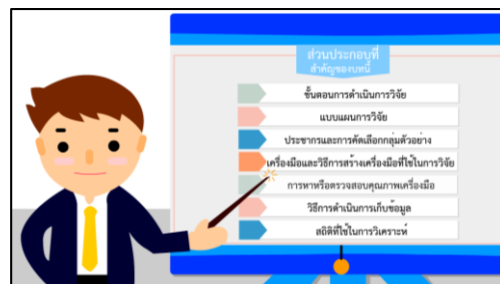 ส่วนประกอบที่
สำคัญของบทนี้
ขั้นตอนการดำเนินการวิจัย
แบบแผนการวิจัย
ประชากรและการคัดเลือกกลุ่มตัวอย่าง
เครื่องมือและวิธีการสร้างเครื่องมือที่ใช้ในการวิจัย
การหาหรือตรวจสอบคุณภาพเครื่องมือ
วิธีการดำเนินการเก็บข้อมูล
สถิติที่ใช้ในการวิเคราะห์